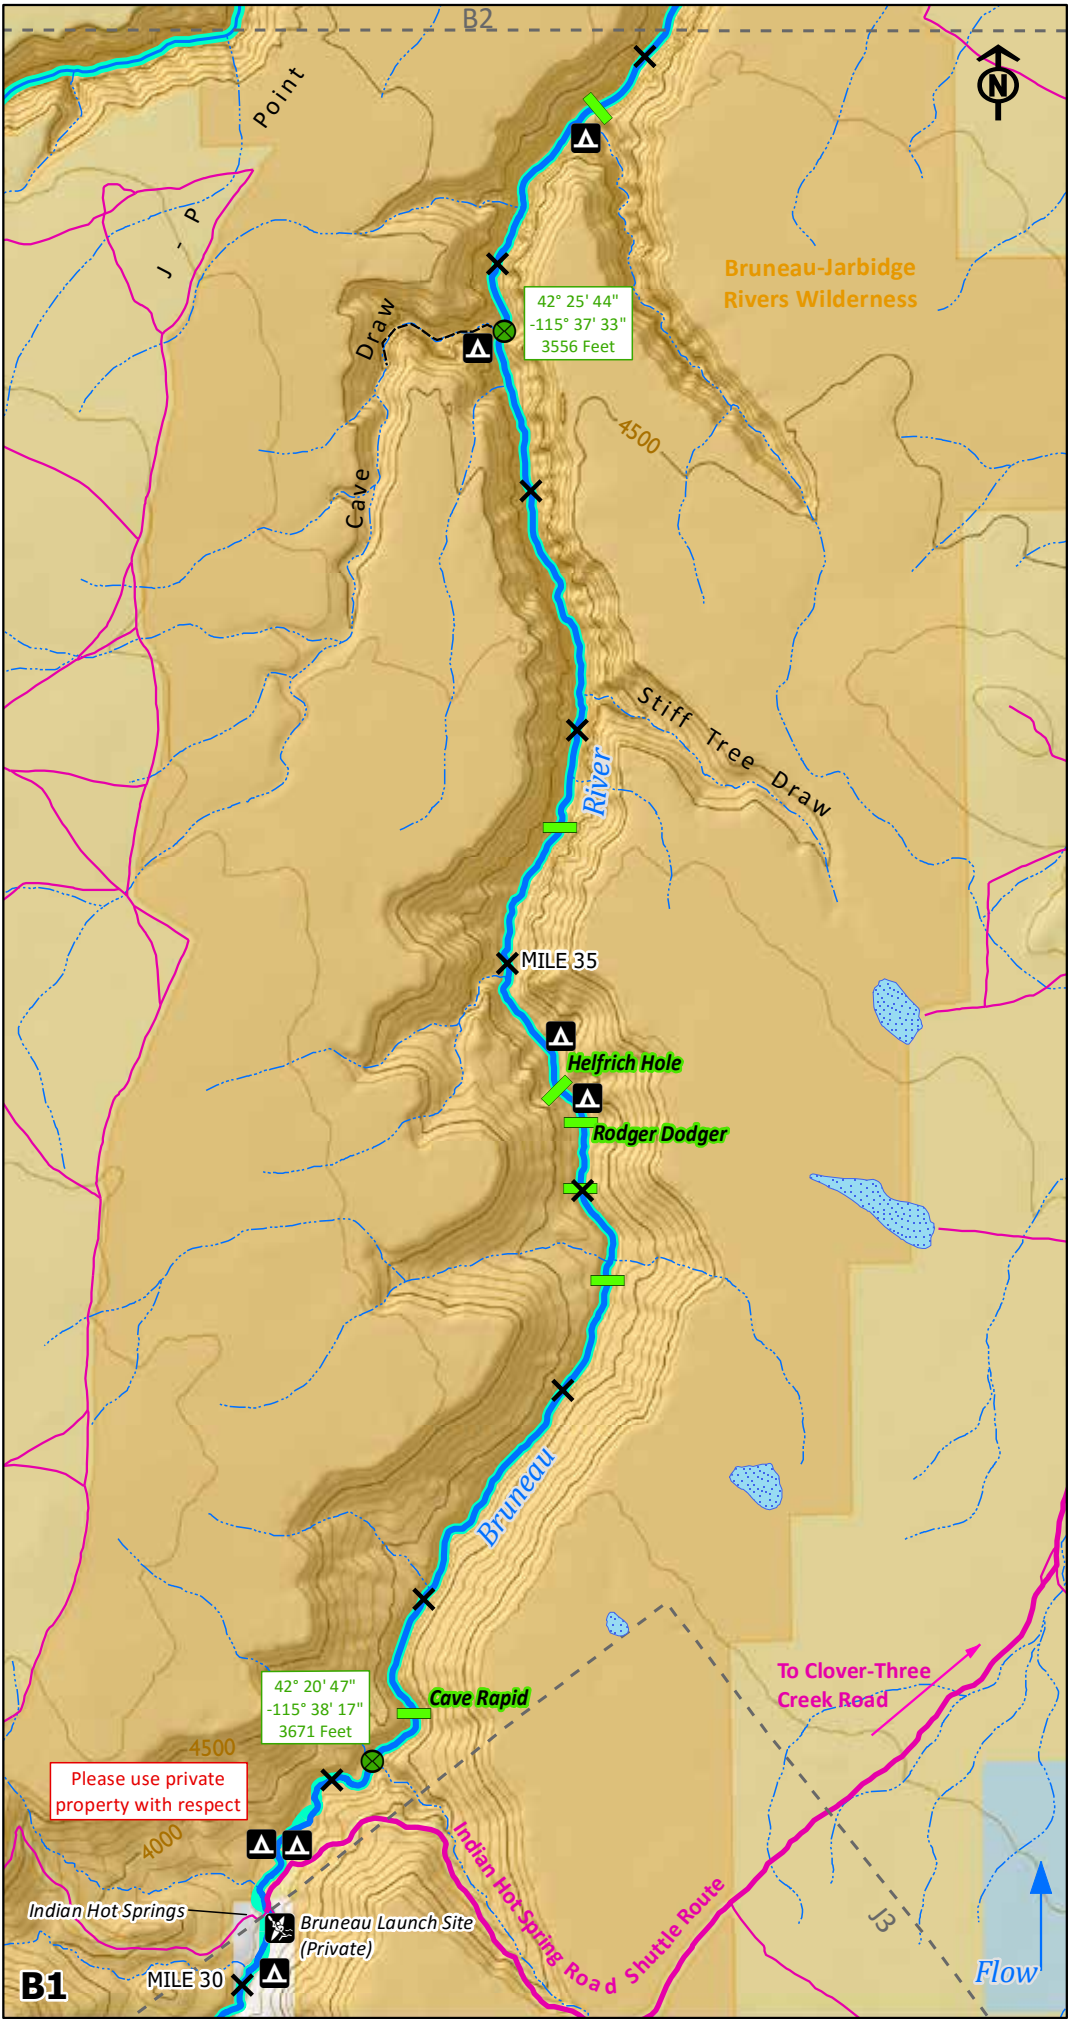 B2
N
Point
J - P
Bruneau-Jarbidge
Rivers Wilderness
42° 25' 44"
-115° 37' 33"
3556 Feet
Draw
Cave
4500
Stiff Tree Draw
River
MILE 35
Helfrich Hole
Rodger Dodger
Bruneau
To Clover-Three
Creek Road
42° 20' 47"
-115° 38' 17"
3671 Feet
Cave Rapid
4500
Please use private
property with respect
4000
Indian Hot Spring Road Shuttle Route
Indian Hot Springs
Bruneau Launch Site
(Private)
J3
MILE 30
B1
Flow